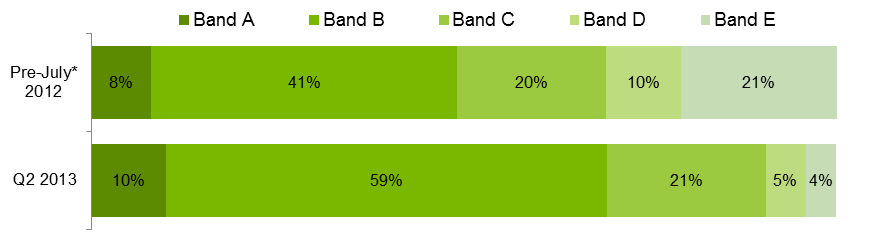 Band A Band B Band C Band D Band E
Pre-July*
2012
8% 41% 20% 10% 21%
Q2 2013 10% 59% 21% 5% 4%